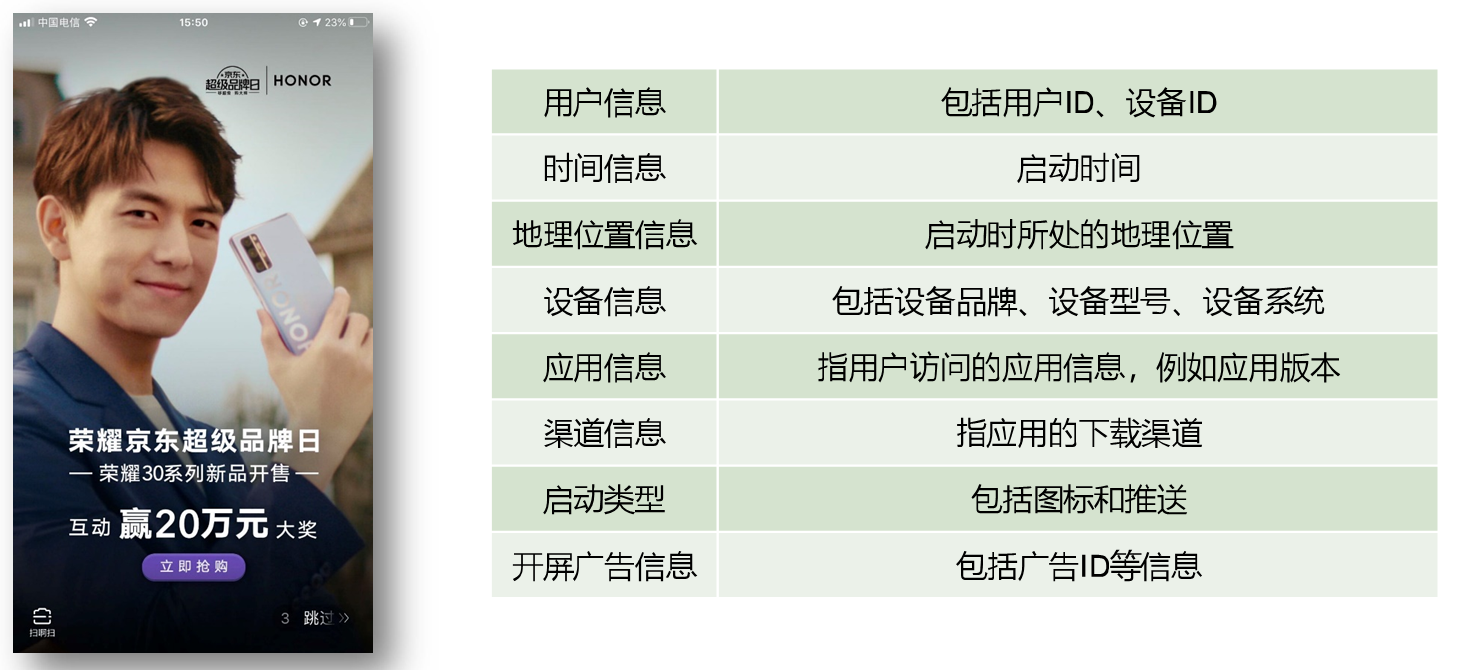 中国电信 15:50 23%
京东
超级品牌日 HONOR
HONOR
荣耀京东超级品牌日
荣耀30系列新品开售
互动 赢20万元 大奖
立即抢购
3 跳过
扫啊扫
用户信息 包括用户ID、设备ID
时间信息 启动时间
地理位置信息 启动时所处的地理位置
设备信息 包括设备品牌、设备型号、设备系统
应用信息 指用户访问的应用信息，例如应用版本
渠道信息 指应用的下载渠道
启动类型 包括图标和推送
开屏广告信息 包括广告ID等信息